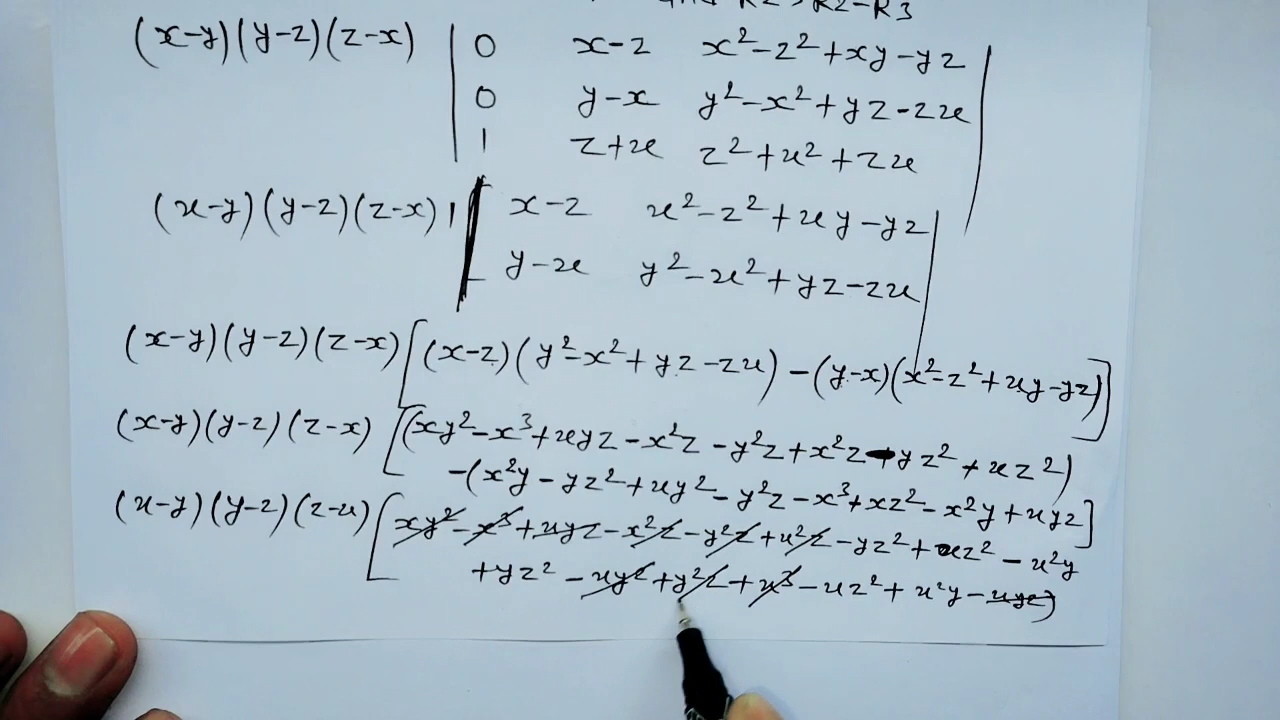 R2→R2-R3
(x-y)(y-z)(z-x) | 0 x-z x²-z²+xy-yz |
0 y-x y²-x²+yz-zx
1 z+x z²+x²+zx
(x-y)(y-z)(z-x) 1 | x-z x²-z²+xy-yz |
y-x y²-x²+yz-zx
(x-y)(y-z)(z-x)[(x-z)(y²-x²+yz-zx)-(y-x)(x²-z²+xy-yz)]
(x-y)(y-z)(z-x)[(xy²-x³+xyz-x²z-y²z+x²z-yz²+xz²)
-(x²y-yz²+xy²-y²z-x³+xz²-x²y+xyz]
(x-y)(y-z)(z-x)[xy²-x³+xyz-x²z-y²z+x²z-yz²+xz²-x²y
+yz²-xy²+y²z+x³-xz²+x²y-xyz)